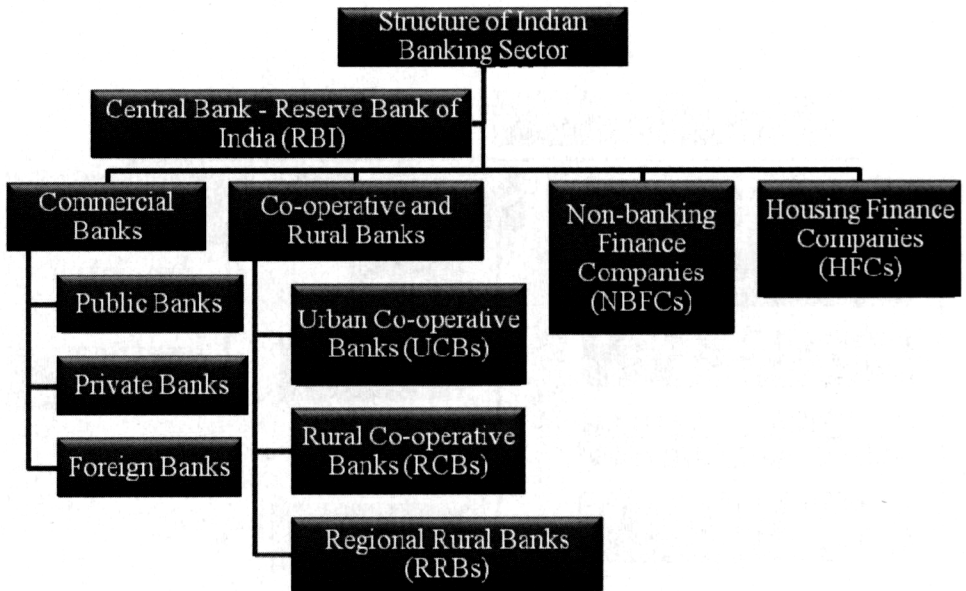 Structure of Indian
Banking Sector
Central Bank - Reserve Bank of
India (RBI)
Commercial
Banks
Public Banks
Private Banks
Foreign Banks
Co-operative and
Rural Banks
Urban Co-operative
Banks (UCBs)
Rural Co-operative
Banks (RCBs)
Regional Rural Banks
(RRBs)
Non-banking
Finance
Companies
(NBFCs)
Housing Finance
Companies
(HFCs)